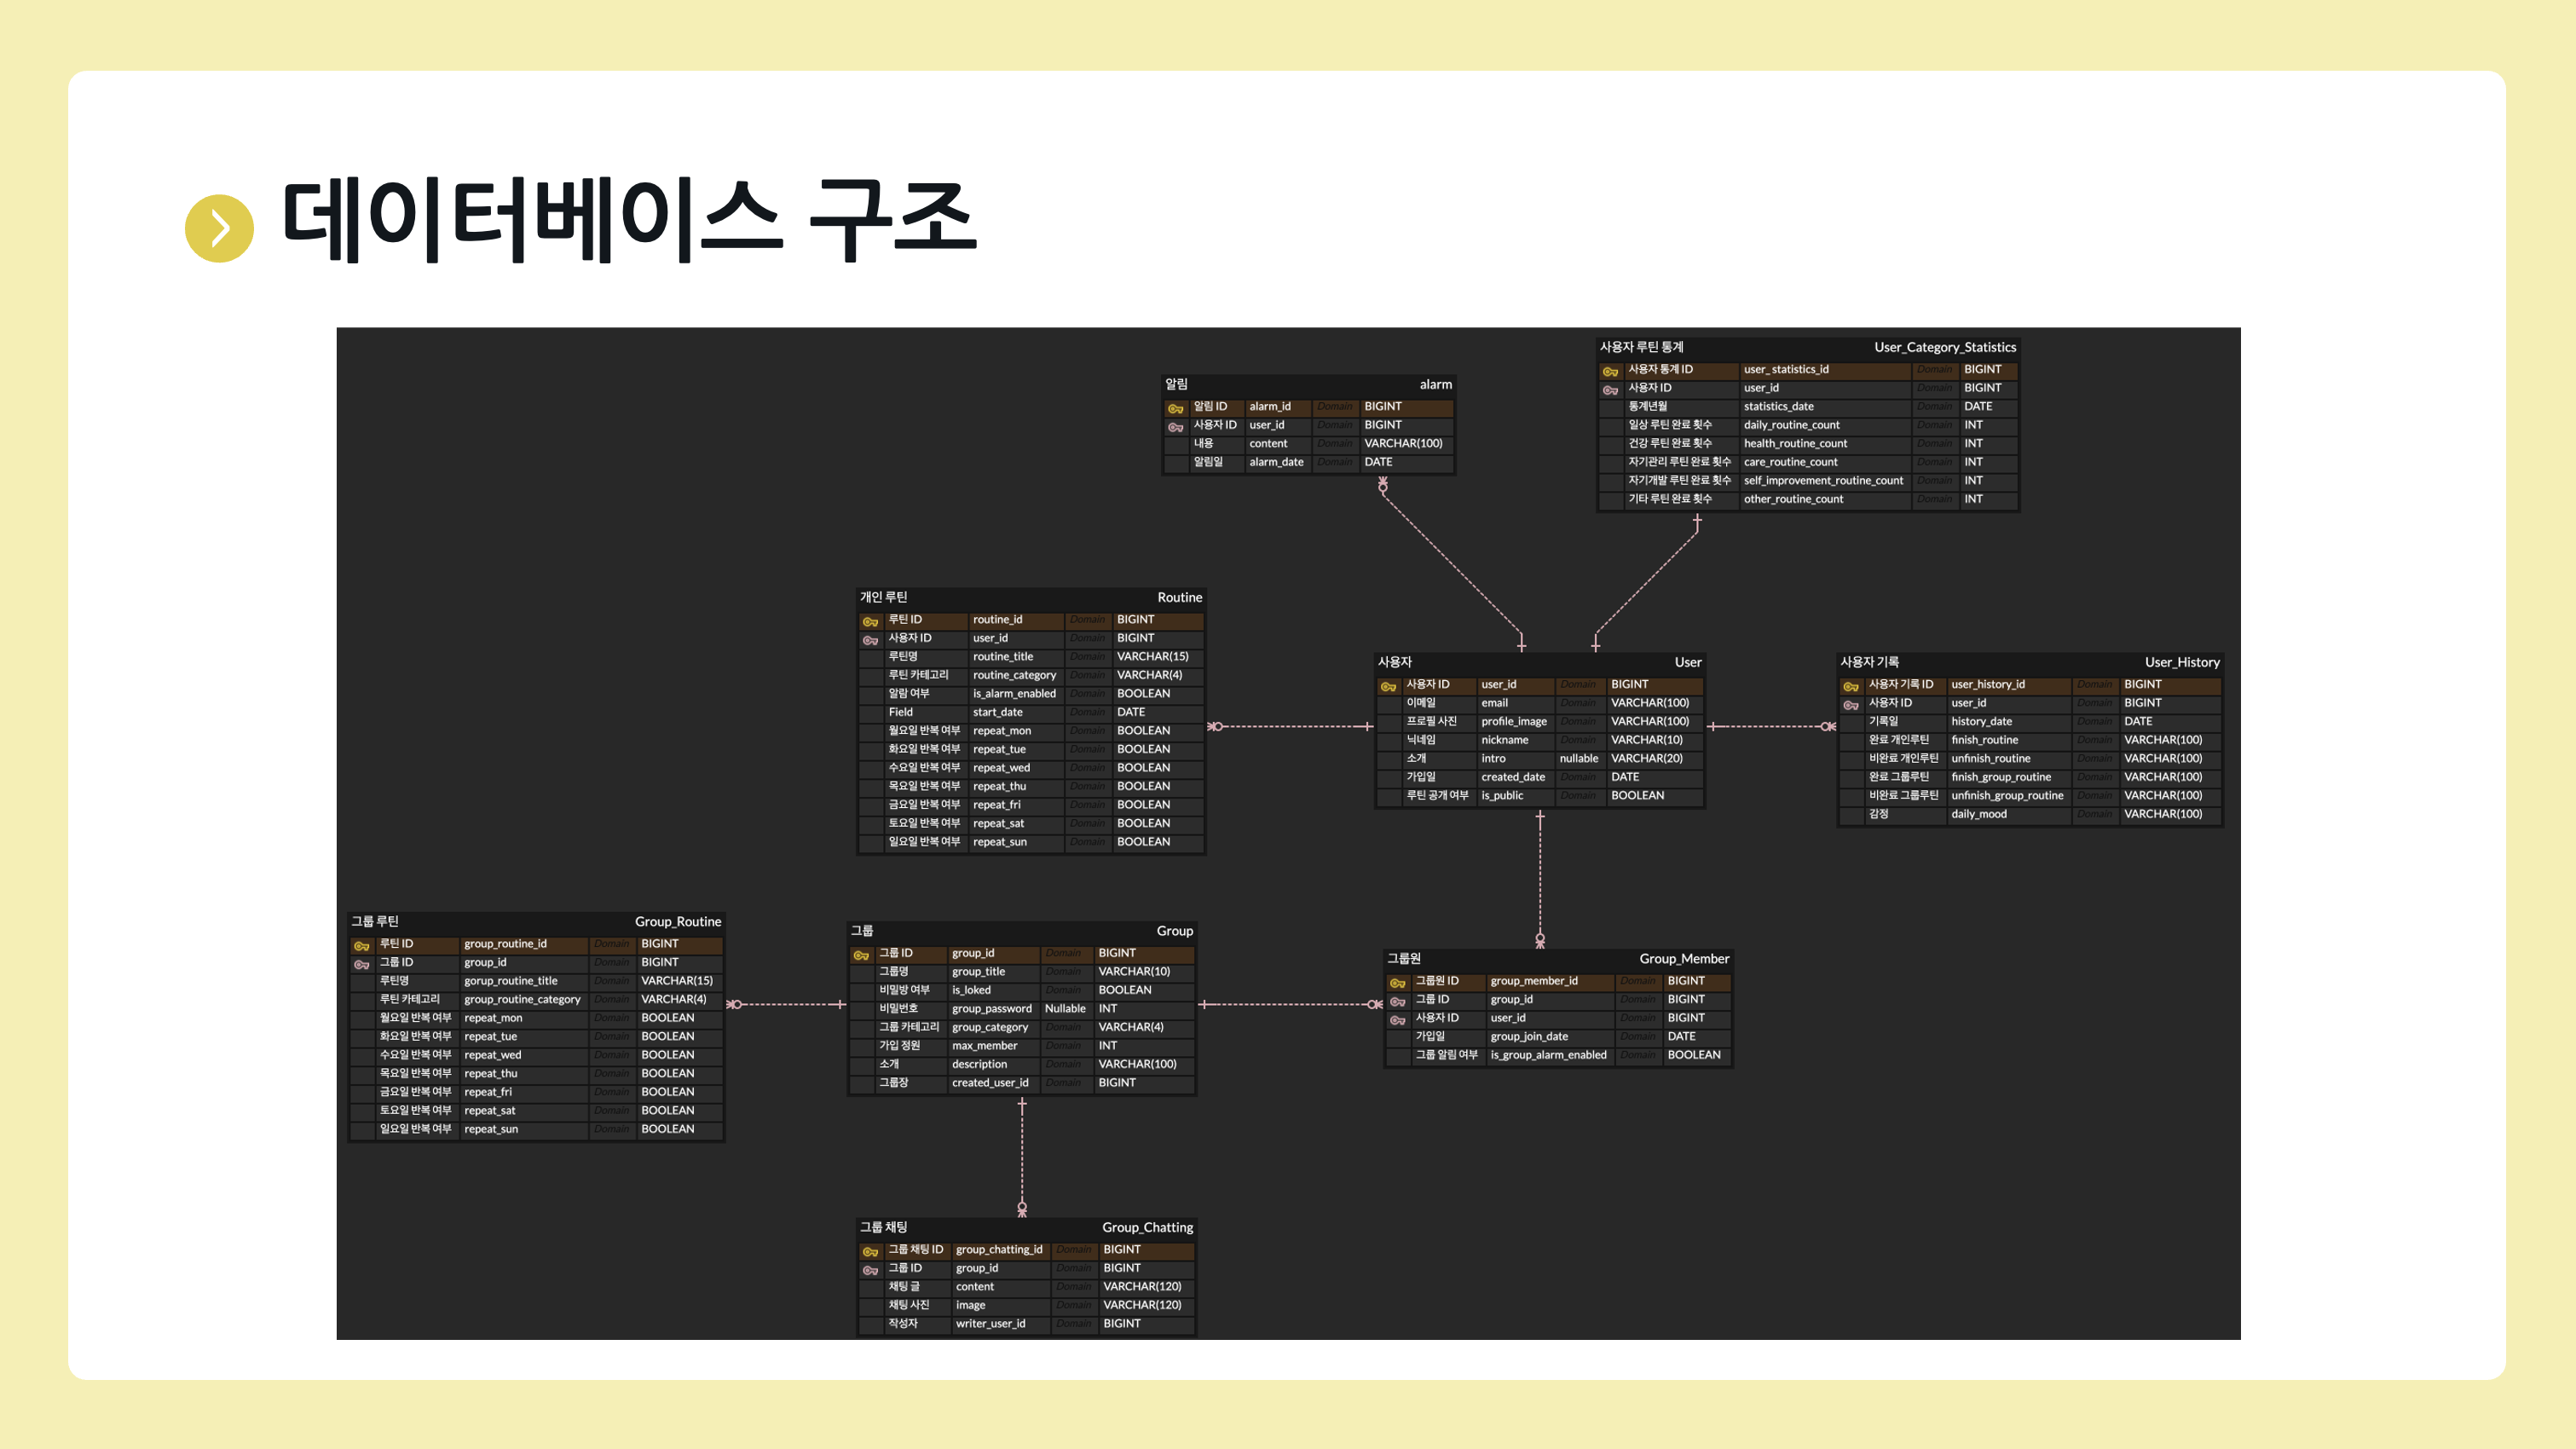 데이터베이스 구조
사용자 루틴 통계 User_Category_Statistics
사용자 통계 ID user_statistics_id Domain BIGINT
사용자 ID user_id Domain BIGINT
통계년월 statistics_date Domain DATE
일상 루틴 완료 횟수 daily_routine_count Domain INT
건강 루틴 완료 횟수 health_routine_count Domain INT
자기관리 루틴 완료 횟수 care_routine_count Domain INT
자기개발 루틴 완료 횟수 self_improvement_routine_count Domain INT
기타 루틴 완료 횟수 other_routine_count Domain INT
알림 alarm
알림 ID alarm_id Domain BIGINT
사용자 ID user_id Domain BIGINT
내용 content Domain VARCHAR(100)
알림일 alarm_date Domain DATE
개인 루틴 Routine
루틴 ID routine_id Domain BIGINT
사용자 ID user_id Domain BIGINT
루틴명 routine_title Domain VARCHAR(15)
루틴 카테고리 routine_category Domain VARCHAR(4)
알람 여부 is_alarm_enabled Domain BOOLEAN
Field start_date Domain DATE
월요일 반복 여부 repeat_mon Domain BOOLEAN
화요일 반복 여부 repeat_tue Domain BOOLEAN
수요일 반복 여부 repeat_wed Domain BOOLEAN
목요일 반복 여부 repeat_thu Domain BOOLEAN
금요일 반복 여부 repeat_fri Domain BOOLEAN
토요일 반복 여부 repeat_sat Domain BOOLEAN
일요일 반복 여부 repeat_sun Domain BOOLEAN
사용자 User
사용자 ID user_id Domain BIGINT
이메일 email Domain VARCHAR(100)
프로필 사진 profile_image Domain VARCHAR(100)
닉네임 nickname Domain VARCHAR(10)
소개 intro nullable VARCHAR(20)
가입일 created_date Domain DATE
루틴 공개 여부 is_public Domain BOOLEAN
사용자 기록 User_History
사용자 기록 ID user_history_id Domain BIGINT
사용자 ID user_id Domain BIGINT
기록일 history_date Domain DATE
완료 개인루틴 finish_routine Domain VARCHAR(100)
비완료 개인루틴 unfinish_routine Domain VARCHAR(100)
완료 그룹루틴 finish_group_routine Domain VARCHAR(100)
비완료 그룹루틴 unfinish_group_routine Domain VARCHAR(100)
감정 daily_mood Domain VARCHAR(100)
그룹 루틴 Group_Routine
루틴 ID group_routine_id Domain BIGINT
그룹 ID group_id Domain BIGINT
루틴명 gorup_routine_title Domain VARCHAR(15)
루틴 카테고리 group_routine_category Domain VARCHAR(4)
월요일 반복 여부 repeat_mon Domain BOOLEAN
화요일 반복 여부 repeat_tue Domain BOOLEAN
수요일 반복 여부 repeat_wed Domain BOOLEAN
목요일 반복 여부 repeat_thu Domain BOOLEAN
금요일 반복 여부 repeat_fri Domain BOOLEAN
토요일 반복 여부 repeat_sat Domain BOOLEAN
일요일 반복 여부 repeat_sun Domain BOOLEAN
그룹 Group
그룹 ID group_id Domain BIGINT
그룹명 group_title Domain VARCHAR(10)
비밀방 여부 is_loked Domain BOOLEAN
비밀번호 group_password Nullable INT
그룹 카테고리 group_category Domain VARCHAR(4)
가입 정원 max_member Domain INT
소개 description Domain VARCHAR(100)
그룹장 created_user_id Domain BIGINT
그룹원 Group_Member
그룹원 ID group_member_id Domain BIGINT
그룹 ID group_id Domain BIGINT
사용자 ID user_id Domain BIGINT
가입일 group_join_date Domain DATE
그룹 알림 여부 is_group_alarm_enabled Domain BOOLEAN
그룹 채팅 Group_Chatting
그룹 채팅 ID group_chatting_id Domain BIGINT
그룹 ID group_id Domain BIGINT
채팅 글 content Domain VARCHAR(120)
채팅 사진 image Domain VARCHAR(120)
작성자 writer_user_id Domain BIGINT